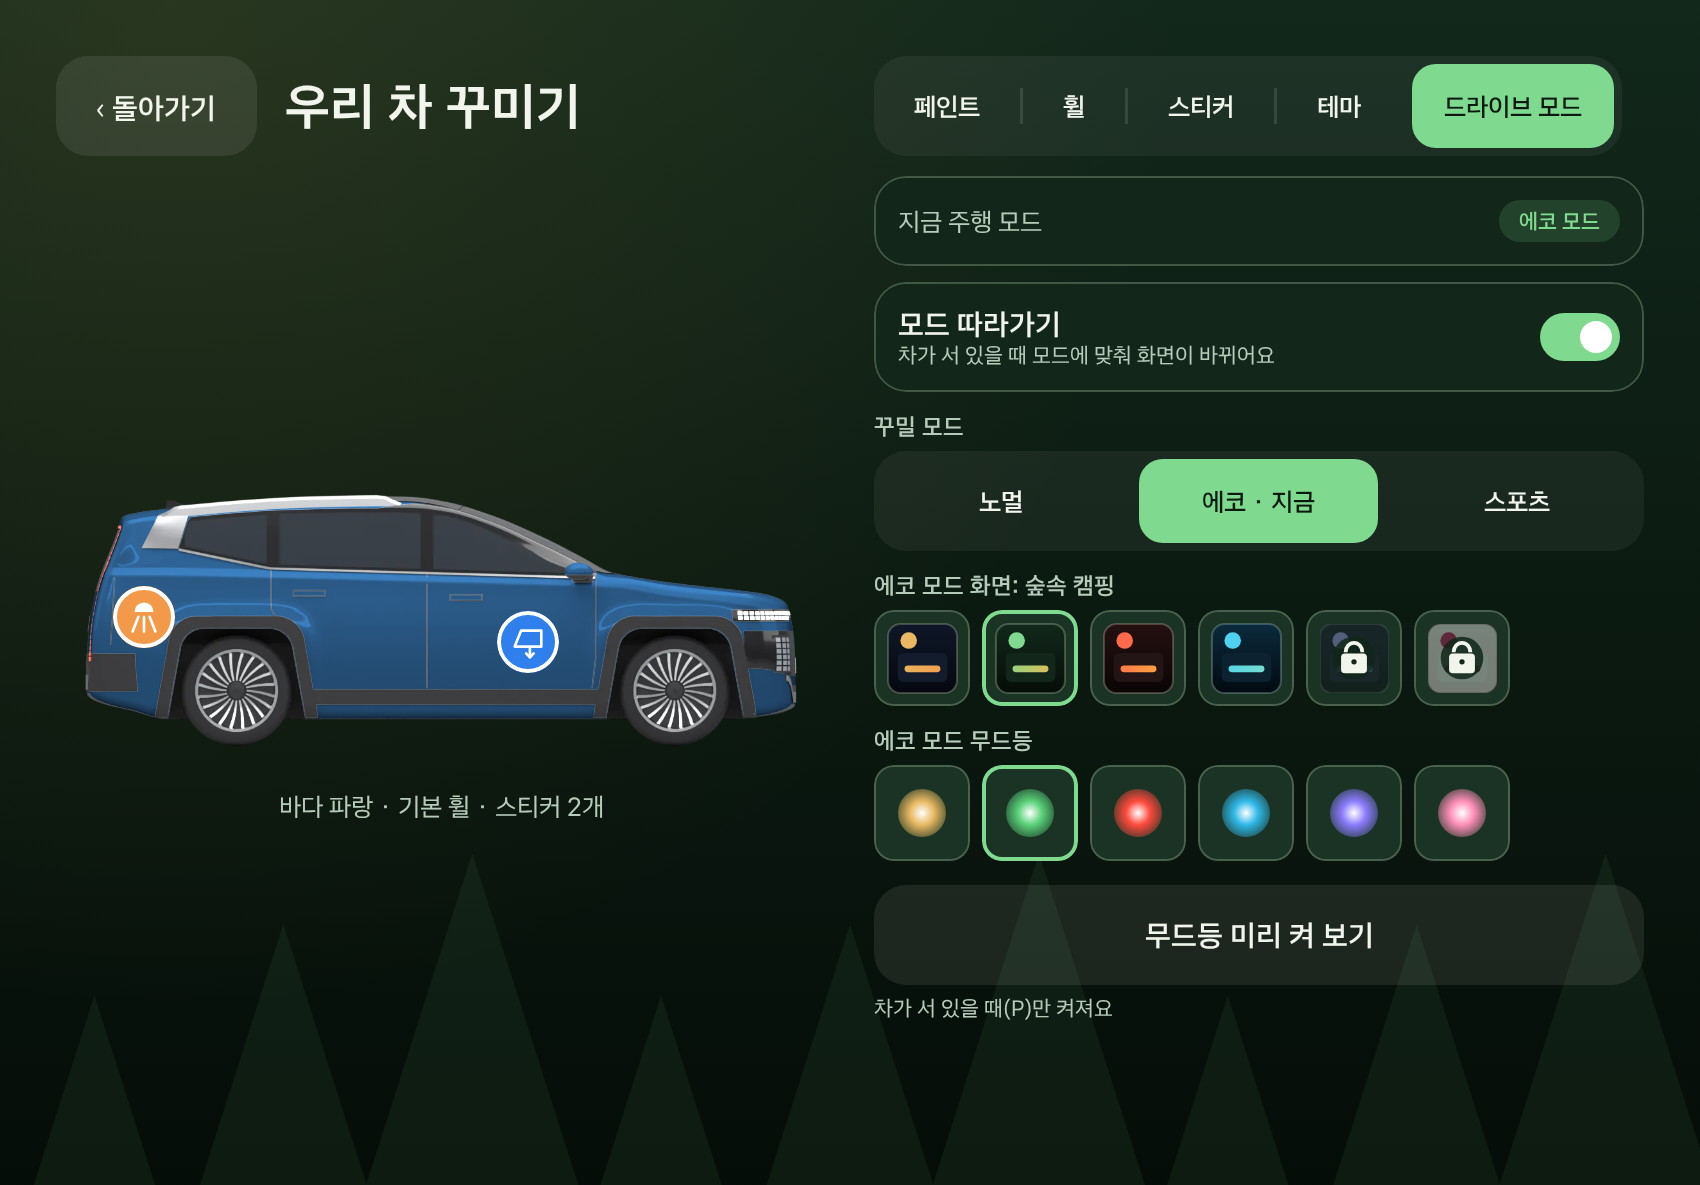 ‹ 돌아가기
우리 차 꾸미기
페인트
휠
스티커
테마
드라이브 모드
지금 주행 모드
에코 모드
모드 따라가기
차가 서 있을 때 모드에 맞춰 화면이 바뀌어요
꾸밀 모드
노멀
에코 · 지금
스포츠
에코 모드 화면: 숲속 캠핑
에코 모드 무드등
바다 파랑 · 기본 휠 · 스티커 2개
무드등 미리 켜 보기
차가 서 있을 때(P)만 켜져요